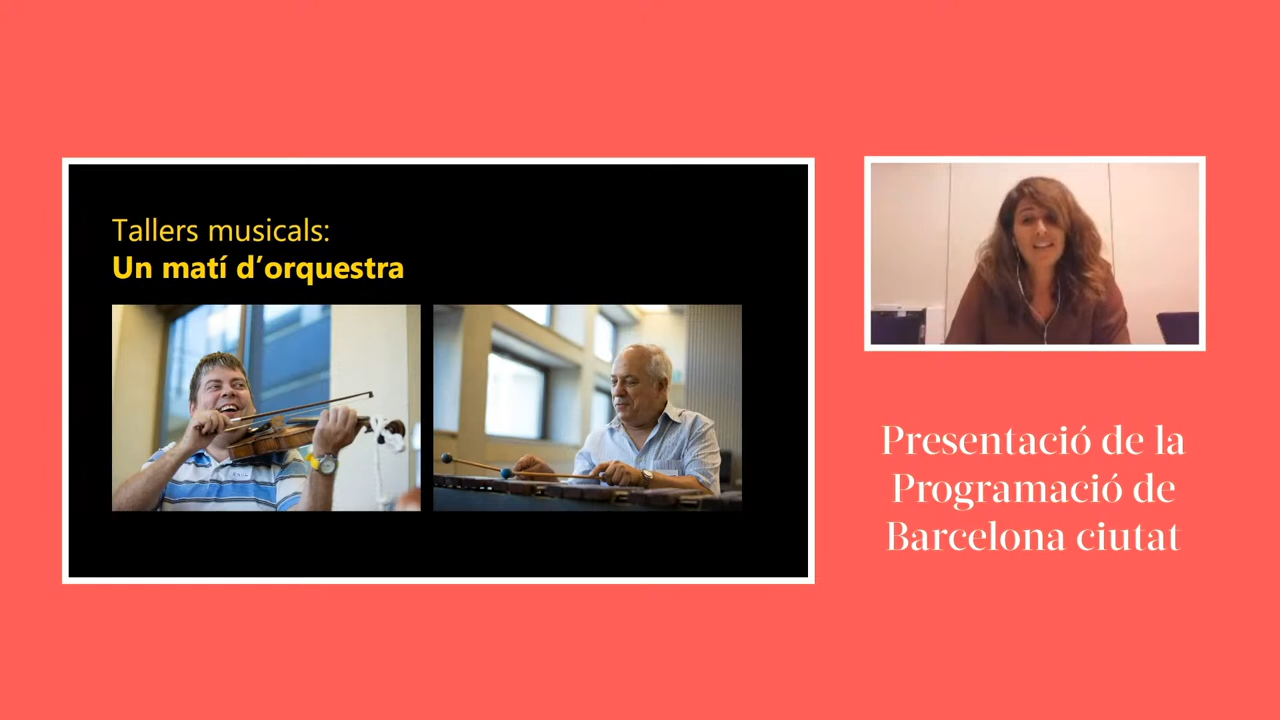 Tallers musicals:
Un matí d’orquestra
Presentació de la
Programació de
Barcelona ciutat